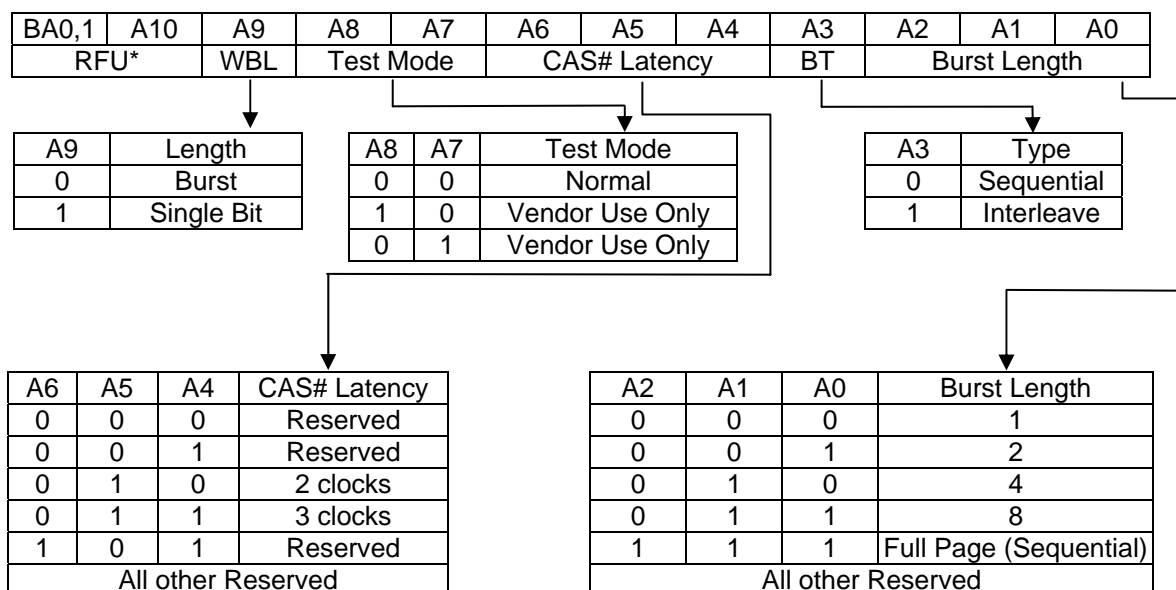 BA0,1 A10 A9 A8 A7 A6 A5 A4 A3 A2 A1 A0
RFU* WBL Test Mode CAS# Latency BT Burst Length
A9 Length
0 Burst
1 Single Bit
A8 A7 Test Mode
0 0 Normal
1 0 Vendor Use Only
0 1 Vendor Use Only
A3 Type
0 Sequential
1 Interleave
A6 A5 A4 CAS# Latency
0 0 0 Reserved
0 0 1 Reserved
0 1 0 2 clocks
0 1 1 3 clocks
1 0 1 Reserved
All other Reserved
A2 A1 A0 Burst Length
0 0 0 1
0 0 1 2
0 1 0 4
0 1 1 8
1 1 1 Full Page (Sequential)
All other Reserved